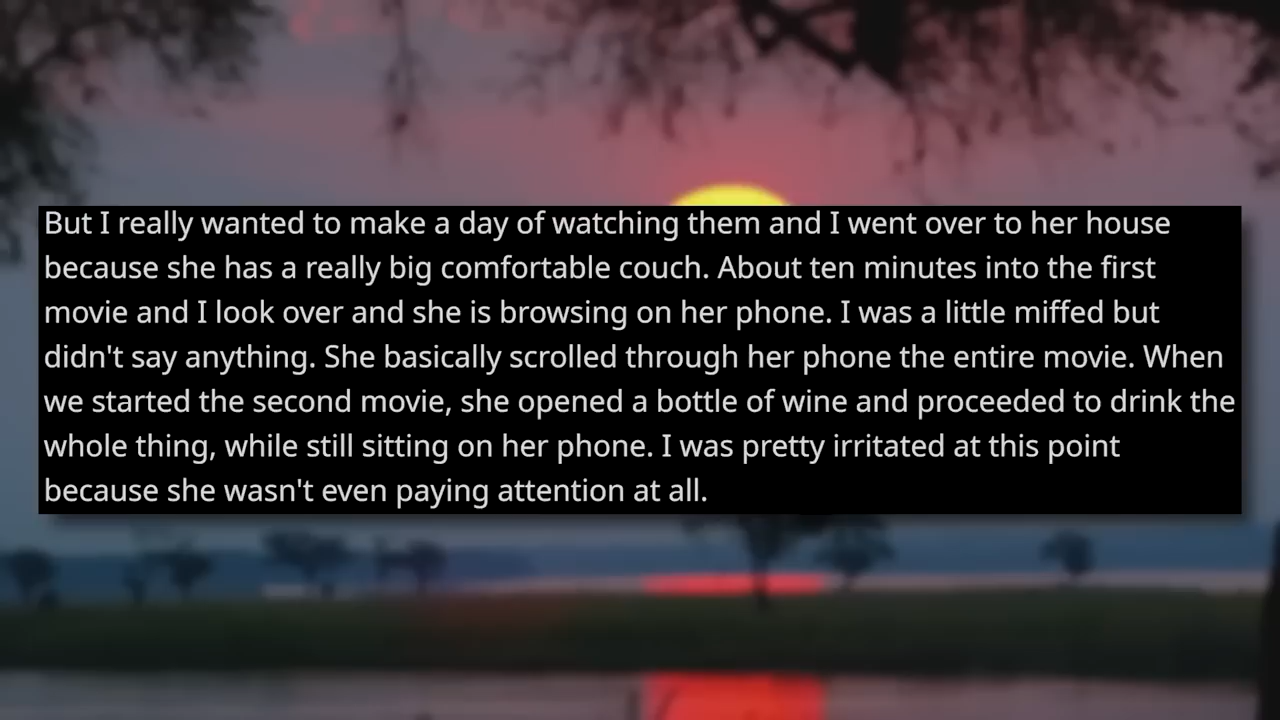 But I really wanted to make a day of watching them and I went over to her house
because she has a really big comfortable couch. About ten minutes into the first
movie and I look over and she is browsing on her phone. I was a little miffed but
didn't say anything. She basically scrolled through her phone the entire movie. When
we started the second movie, she opened a bottle of wine and proceeded to drink the
whole thing, while still sitting on her phone. I was pretty irritated at this point
because she wasn't even paying attention at all.